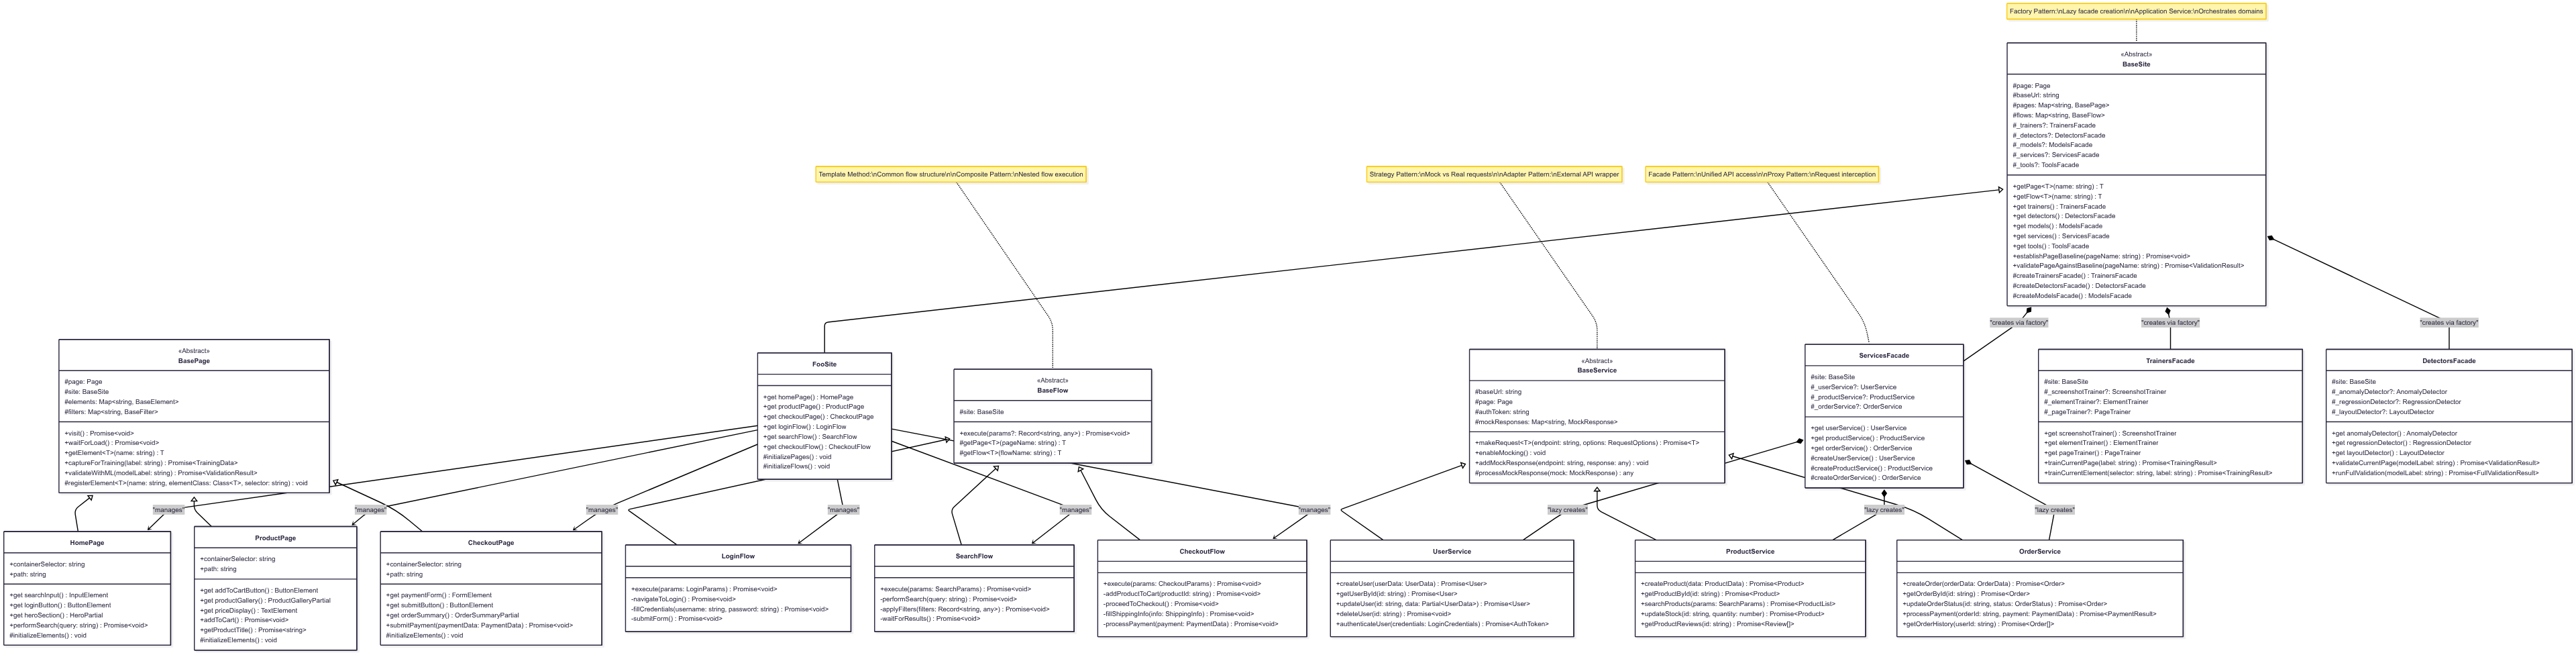 Factory Pattern:\nLazy facade creation\n\nApplication Service:\nOrchestrates domains
«Abstract»
BaseSite
#page: Page
#baseUrl: string
#pages: Map<string, BasePage>
#flows: Map<string, BaseFlow>
#_trainers?: TrainersFacade
#_detectors?: DetectorsFacade
#_models?: ModelsFacade
#_services?: ServicesFacade
#_tools?: ToolsFacade
+getPage<T>(name: string) : T
+getFlow<T>(name: string) : T
+get trainers() : TrainersFacade
+get detectors() : DetectorsFacade
+get models() : ModelsFacade
+get services() : ServicesFacade
+get tools() : ToolsFacade
+establishPageBaseline(pageName: string) : Promise<void>
+validatePageAgainstBaseline(pageName: string) : Promise<ValidationResult>
#createTrainersFacade() : TrainersFacade
#createDetectorsFacade() : DetectorsFacade
#createModelsFacade() : ModelsFacade
Template Method:\nCommon flow structure\n\nComposite Pattern:\nNested flow execution
Strategy Pattern:\nMock vs Real requests\n\nAdapter Pattern:\nExternal API wrapper
Facade Pattern:\nUnified API access\n\nProxy Pattern:\nRequest interception
"creates via factory"
"creates via factory"
"creates via factory"
«Abstract»
BasePage
#page: Page
#site: BaseSite
#elements: Map<string, BaseElement>
#filters: Map<string, BaseFilter>
+visit() : Promise<void>
+waitForLoad() : Promise<void>
+getElement<T>(name: string) : T
+captureForTraining(label: string) : Promise<TrainingData>
+validateWithML(modelLabel: string) : Promise<ValidationResult>
#registerElement<T>(name: string, elementClass: Class<T>, selector: string) : void
FooSite
+get homePage() : HomePage
+get productPage() : ProductPage
+get checkoutPage() : CheckoutPage
+get loginFlow() : LoginFlow
+get searchFlow() : SearchFlow
+get checkoutFlow() : CheckoutFlow
#initializePages() : void
#initializeFlows() : void
«Abstract»
BaseFlow
#site: BaseSite
+execute(params?: Record<string, any>) : Promise<void>
#getPage<T>(pageName: string) : T
#getFlow<T>(flowName: string) : T
«Abstract»
BaseService
#baseUrl: string
#page: Page
#authToken: string
#mockResponses: Map<string, MockResponse>
+makeRequest<T>(endpoint: string, options: RequestOptions) : Promise<T>
+enableMocking() : void
+addMockResponse(endpoint: string, response: any) : void
#processMockResponse(mock: MockResponse) : any
ServicesFacade
#site: BaseSite
#_userService?: UserService
#_productService?: ProductService
#_orderService?: OrderService
+get userService() : UserService
+get productService() : ProductService
+get orderService() : OrderService
#createUserService() : UserService
#createProductService() : ProductService
#createOrderService() : OrderService
TrainersFacade
#site: BaseSite
#_screenshotTrainer?: ScreenshotTrainer
#_elementTrainer?: ElementTrainer
#_pageTrainer?: PageTrainer
+get screenshotTrainer() : ScreenshotTrainer
+get elementTrainer() : ElementTrainer
+get pageTrainer() : PageTrainer
+trainCurrentPage(label: string) : Promise<TrainingResult>
+trainCurrentElement(selector: string, label: string) : Promise<TrainingResult>
DetectorsFacade
#site: BaseSite
#_anomalyDetector?: AnomalyDetector
#_regressionDetector?: RegressionDetector
#_layoutDetector?: LayoutDetector
+get anomalyDetector() : AnomalyDetector
+get regressionDetector() : RegressionDetector
+get layoutDetector() : LayoutDetector
+validateCurrentPage(modelLabel: string) : Promise<ValidationResult>
+runFullValidation(modelLabel: string) : Promise<FullValidationResult>
"manages"
"manages"
"manages"
"manages"
"manages"
"manages"
"lazy creates"
"lazy creates"
"lazy creates"
HomePage
+containerSelector: string
+path: string
+get searchInput() : InputElement
+get loginButton() : ButtonElement
+get heroSection() : HeroPartial
+performSearch(query: string) : Promise<void>
#initializeElements() : void
ProductPage
+containerSelector: string
+path: string
+get addToCartButton() : ButtonElement
+get productGallery() : ProductGalleryPartial
+get priceDisplay() : TextElement
+addToCart() : Promise<void>
+getProductTitle() : Promise<string>
#initializeElements() : void
CheckoutPage
+containerSelector: string
+path: string
+get paymentForm() : FormElement
+get submitButton() : ButtonElement
+get orderSummary() : OrderSummaryPartial
+submitPayment(paymentData: PaymentData) : Promise<void>
#initializeElements() : void
LoginFlow
+execute(params: LoginParams) : Promise<void>
-navigateToLogin() : Promise<void>
-fillCredentials(username: string, password: string) : Promise<void>
-submitForm() : Promise<void>
SearchFlow
+execute(params: SearchParams) : Promise<void>
-performSearch(query: string) : Promise<void>
-applyFilters(filters: Record<string, any>) : Promise<void>
-waitForResults() : Promise<void>
CheckoutFlow
+execute(params: CheckoutParams) : Promise<void>
-addProductToCart(productId: string) : Promise<void>
-proceedToCheckout() : Promise<void>
-fillShippingInfo(info: ShippingInfo) : Promise<void>
-processPayment(payment: PaymentData) : Promise<void>
UserService
+createUser(userData: UserData) : Promise<User>
+getUserById(id: string) : Promise<User>
+updateUser(id: string, data: Partial<UserData>) : Promise<User>
+deleteUser(id: string) : Promise<void>
+authenticateUser(credentials: LoginCredentials) : Promise<AuthToken>
ProductService
+createProduct(data: ProductData) : Promise<Product>
+getProductById(id: string) : Promise<Product>
+searchProducts(params: SearchParams) : Promise<ProductList>
+updateStock(id: string, quantity: number) : Promise<Product>
+getProductReviews(id: string) : Promise<Review[]>
OrderService
+createOrder(orderData: OrderData) : Promise<Order>
+getOrderById(id: string) : Promise<Order>
+updateOrderStatus(id: string, status: OrderStatus) : Promise<Order>
+processPayment(orderId: string, payment: PaymentData) : Promise<PaymentResult>
+getOrderHistory(userId: string) : Promise<Order[]>